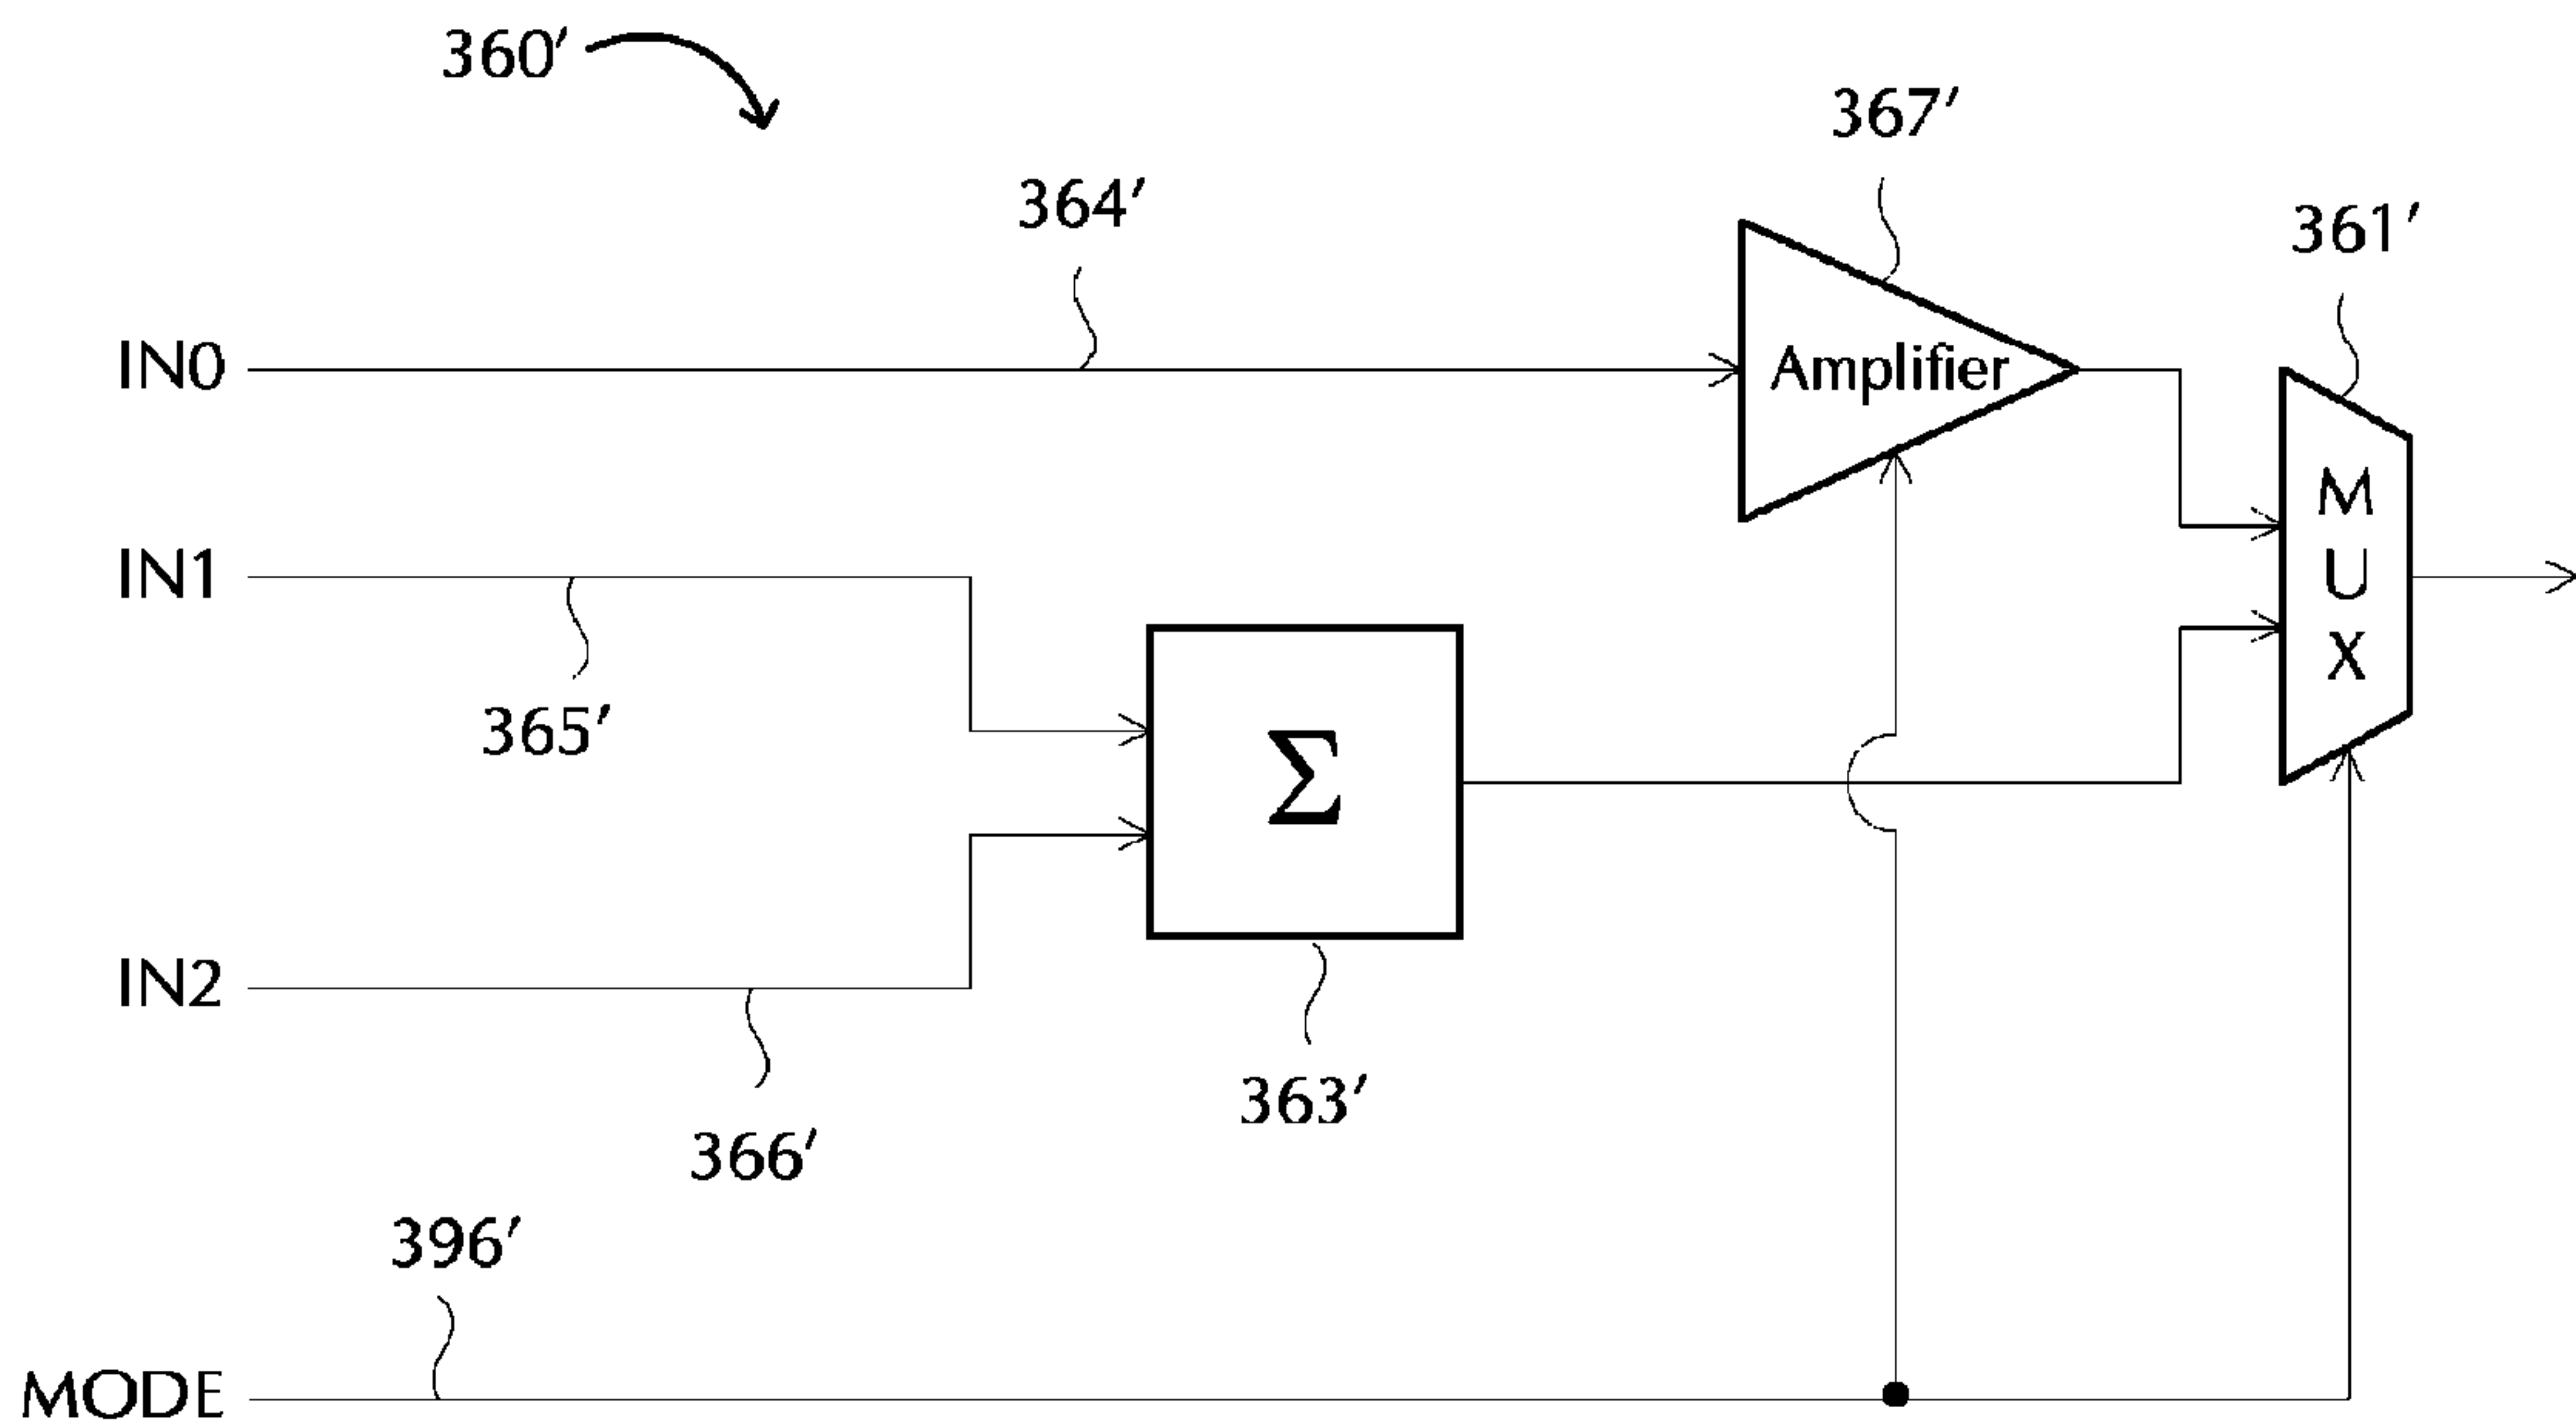 360′
367′
364′
361′
IN0
Amplifier
IN1
M
U
X
365′
Σ
IN2
363′
366′
396′
MODE